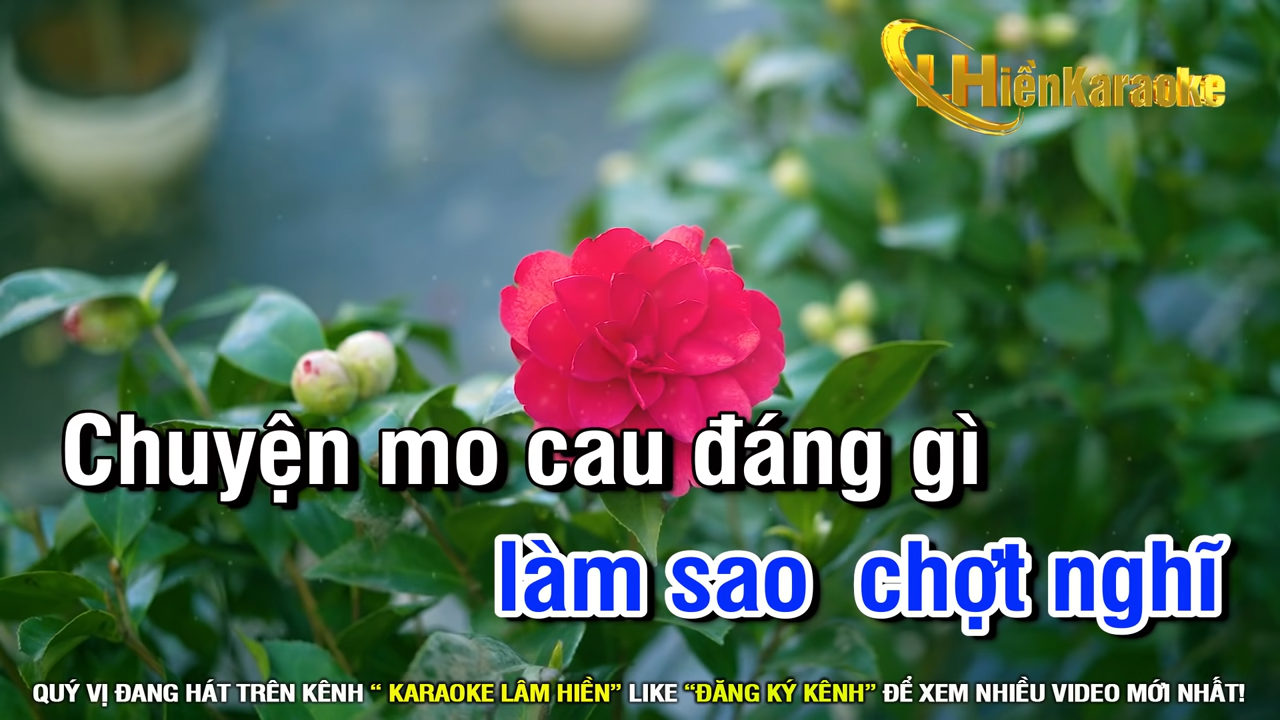 L.HiềnKaraoke
Chuyện mo cau đáng gì
làm sao chợt nghĩ
QUÝ VỊ ĐANG HÁT TRÊN KÊNH “ KARAOKE LÂM HIỀN” LIKE “ĐĂNG KÝ KÊNH” ĐỂ XEM NHIỀU VIDEO MỚI NHẤT!